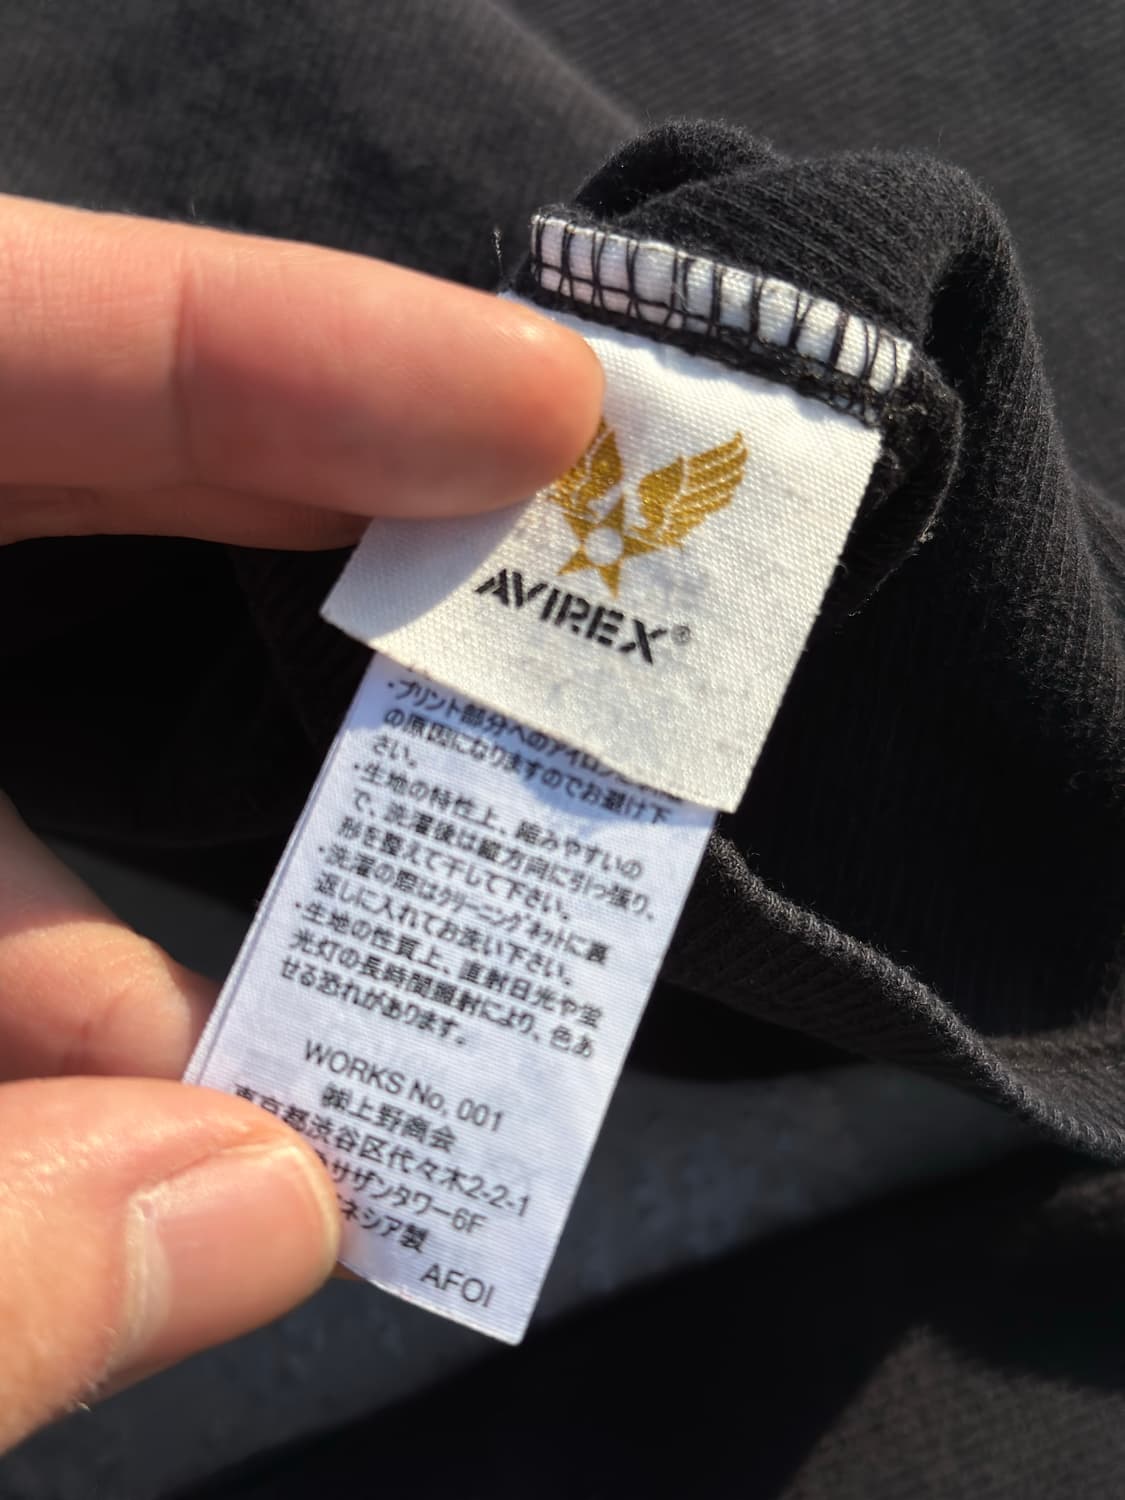 AVIREX®
・プリント部分へのアイロン
の原因になりますのでお避け下
さい。
・生地の特性上、縮みやすいの
で、洗濯後は縦方向に引っ張り、
形を整えて干して下さい。
・洗濯の際はクリーニングネットに裏
返しに入れてお洗い下さい。
・生地の性質上、直射日光や蛍
光灯の長時間照射により、色あ
せる恐れがあります。
WORKS No, 001
㈱上野商会
東京都渋谷区代々木2-2-1
サザンタワー6F
ネシア製
AFOI